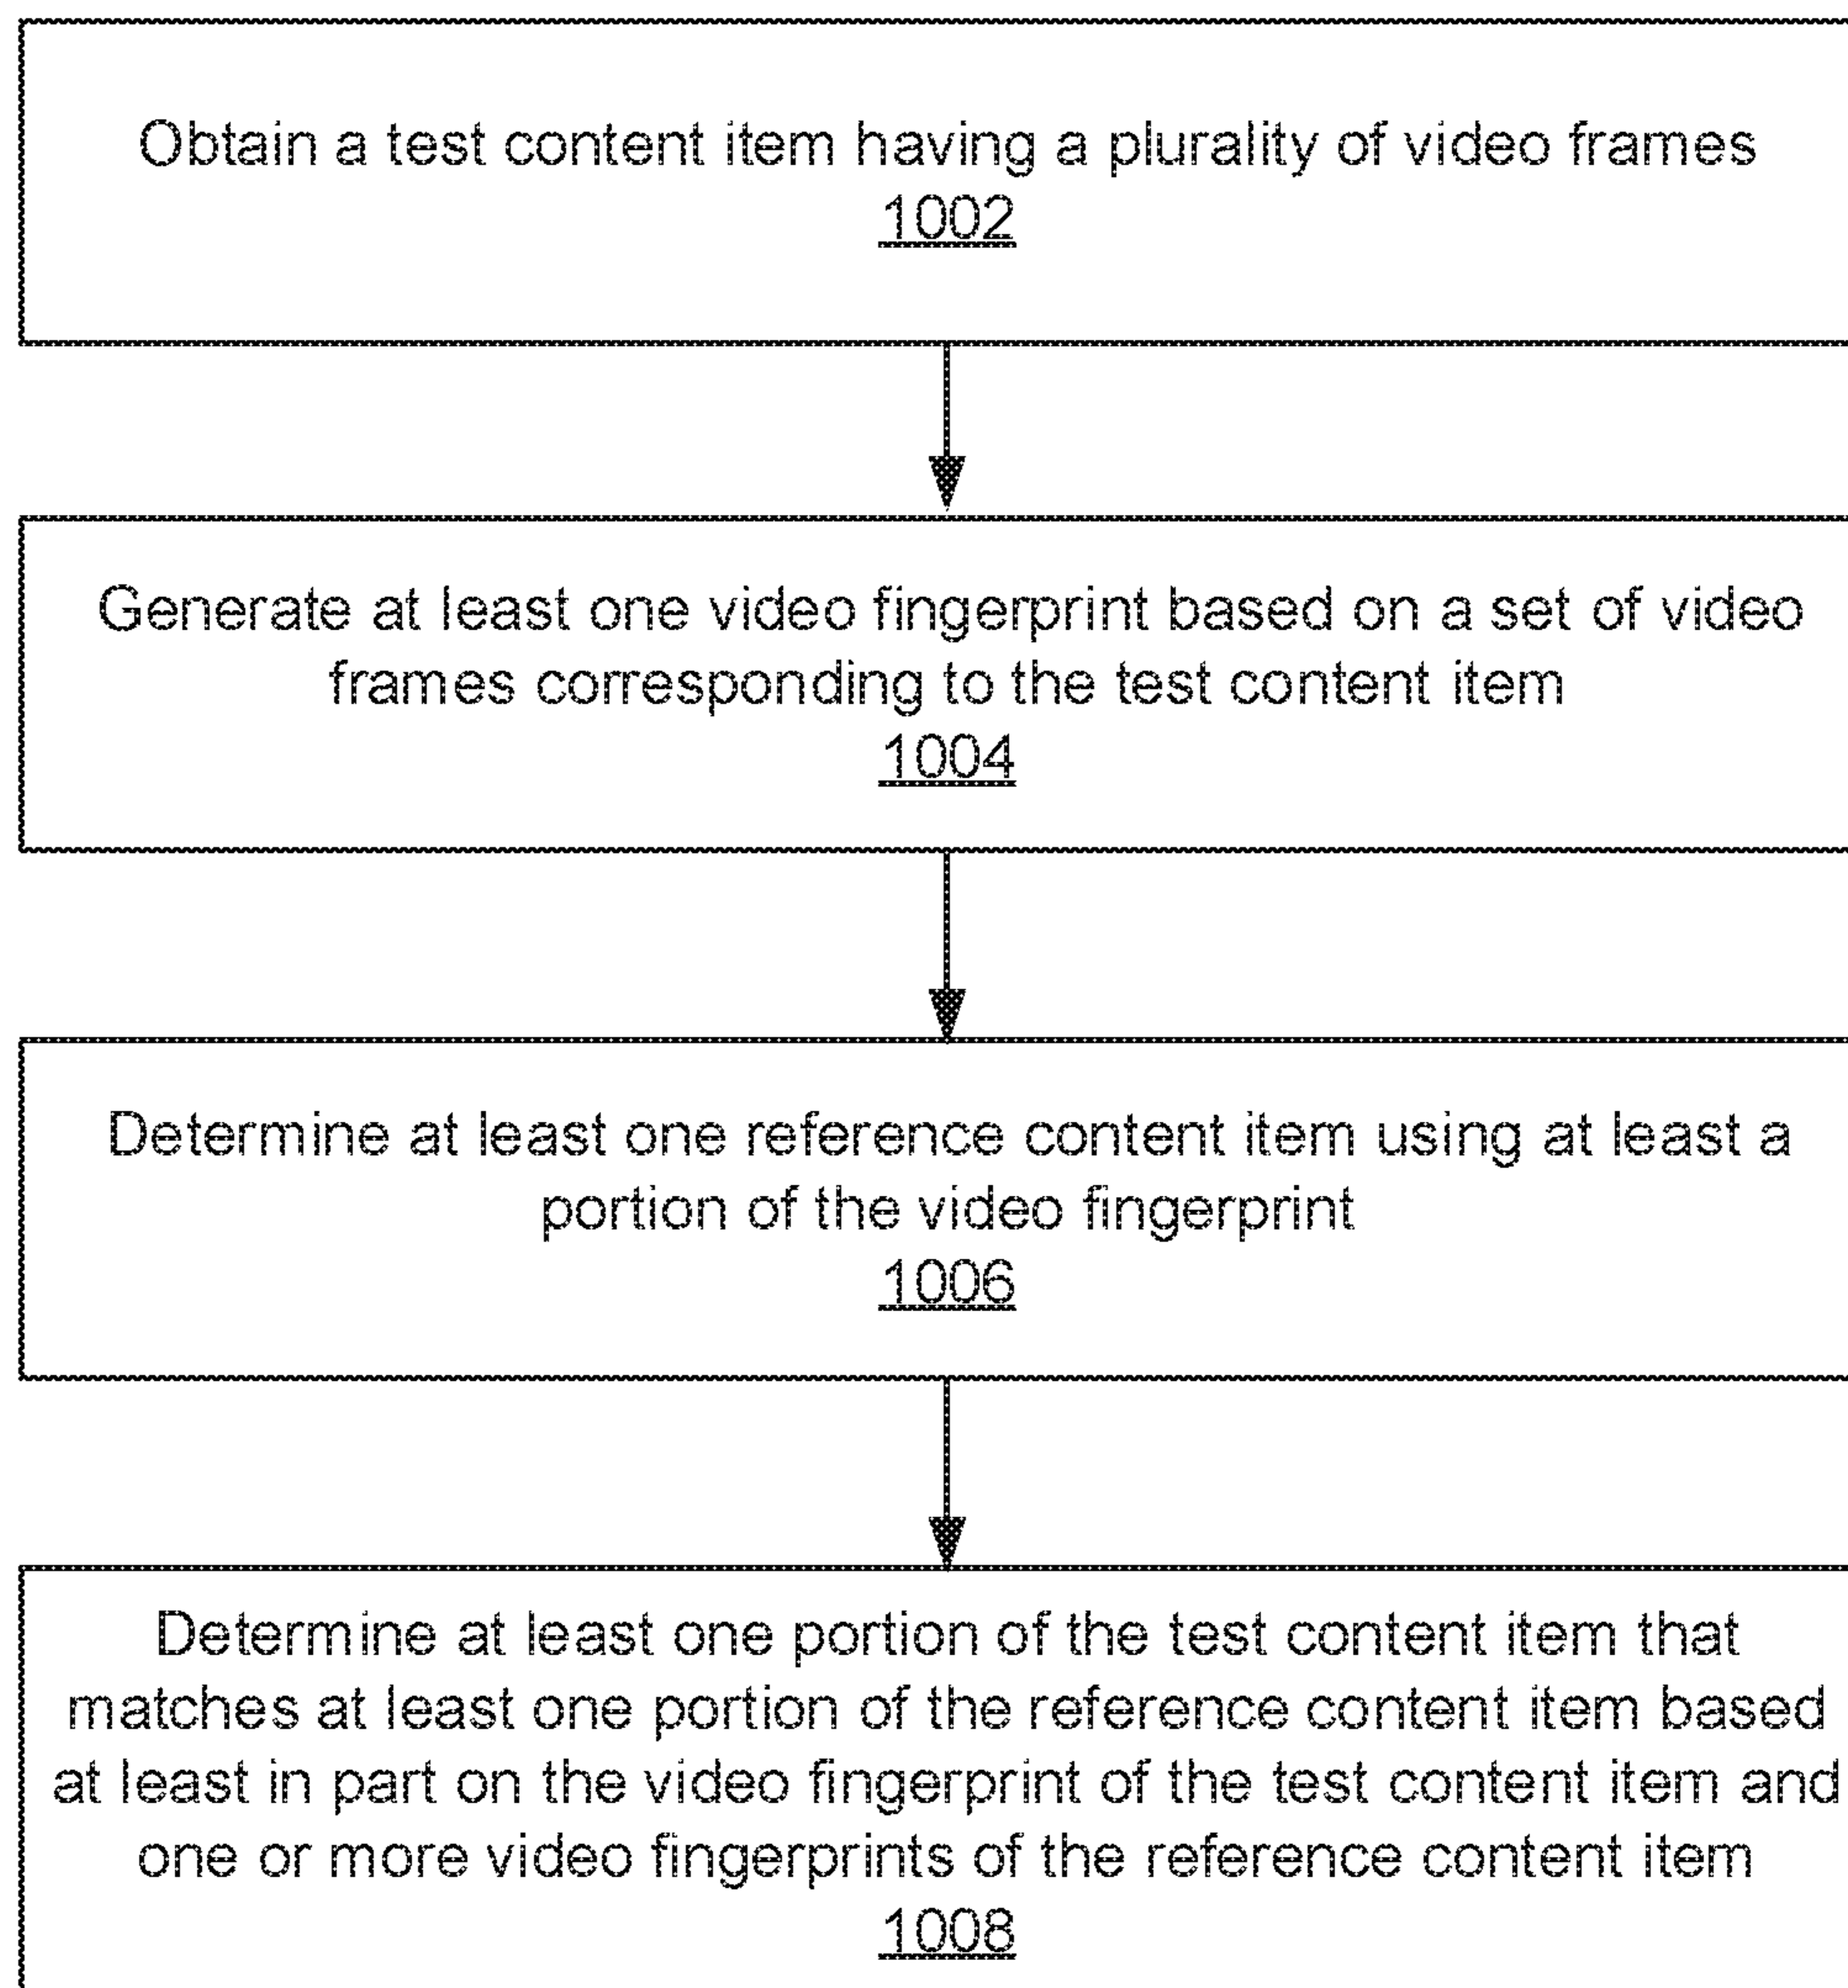 Obtain a test content item having a plurality of video frames
1002
Generate at least one video fingerprint based on a set of video
frames corresponding to the test content item
1004
Determine at least one reference content item using at least a
portion of the video fingerprint
1006
Determine at least one portion of the test content item that
matches at least one portion of the reference content item based
at least in part on the video fingerprint of the test content item and
one or more video fingerprints of the reference content item
1008